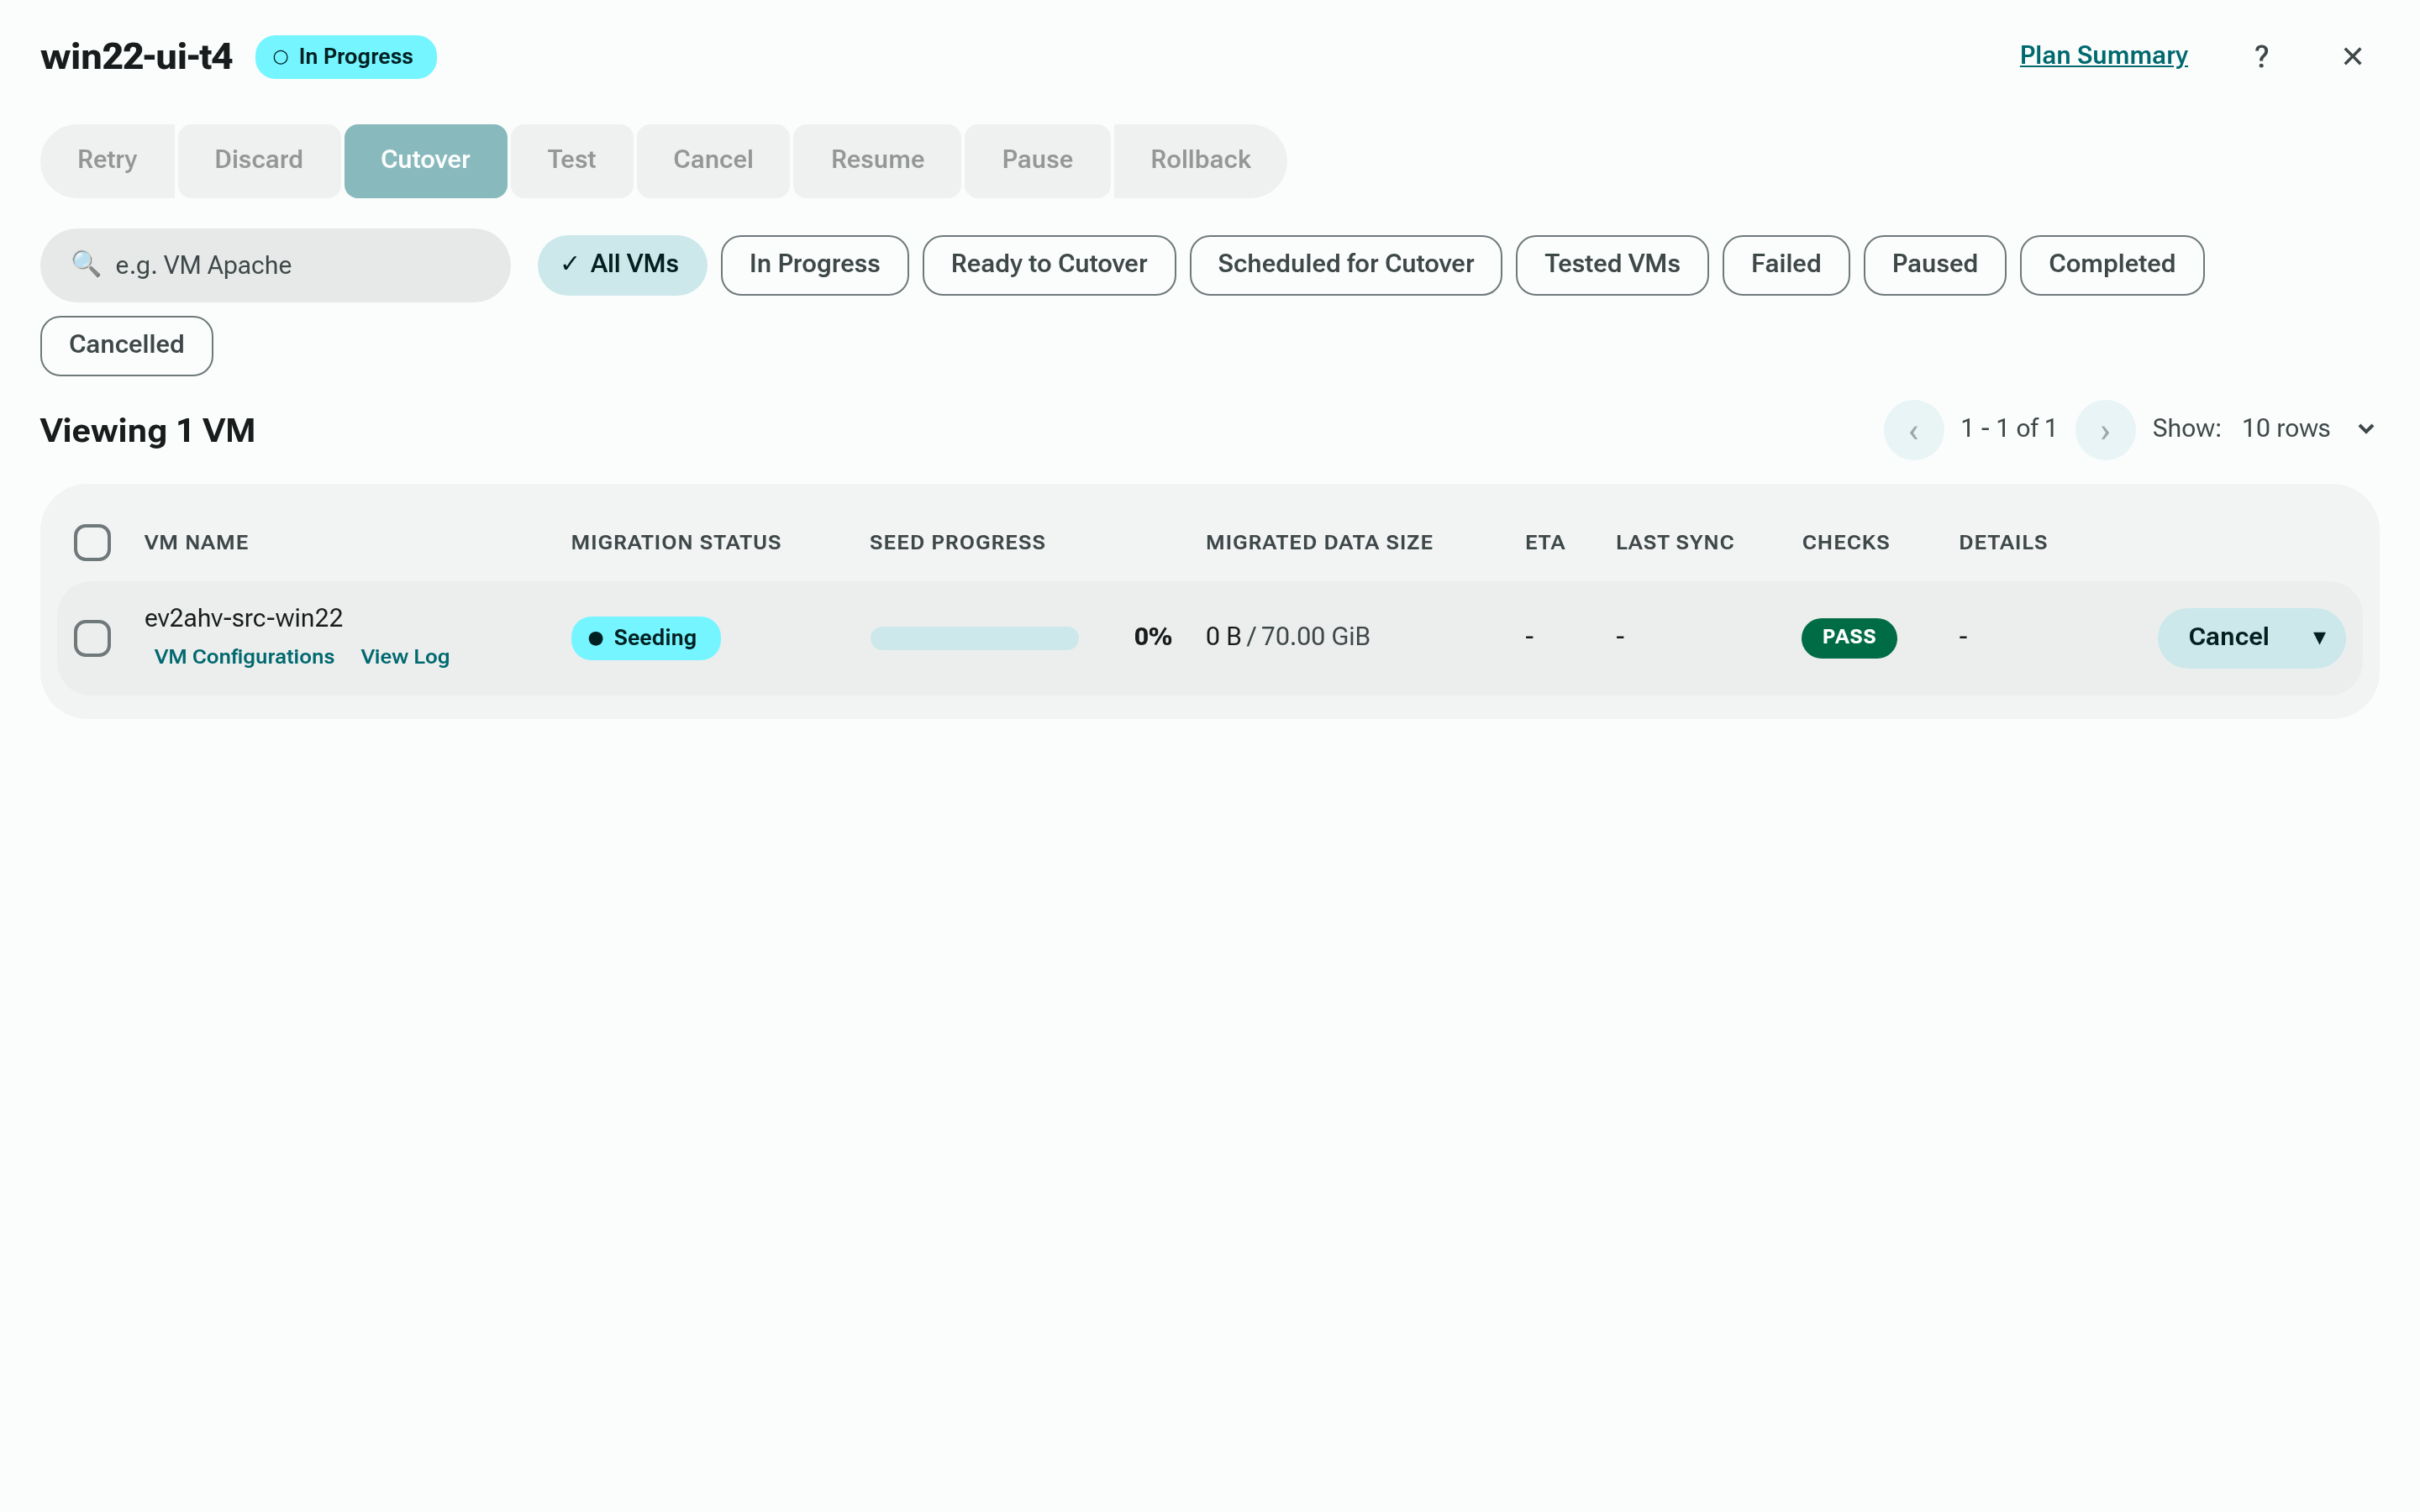 win22-ui-t4 In Progress Plan Summary ? ✕
Retry Discard Cutover Test Cancel Resume Pause Rollback
e.g. VM Apache ✓ All VMs In Progress Ready to Cutover Scheduled for Cutover Tested VMs Failed Paused Completed
Cancelled
Viewing 1 VM ‹ 1 - 1 of 1 › Show: 10 rows
VM NAME MIGRATION STATUS SEED PROGRESS MIGRATED DATA SIZE ETA LAST SYNC CHECKS DETAILS
ev2ahv-src-win22
VM Configurations View Log
Seeding 0% 0 B / 70.00 GiB - - PASS - Cancel ▼